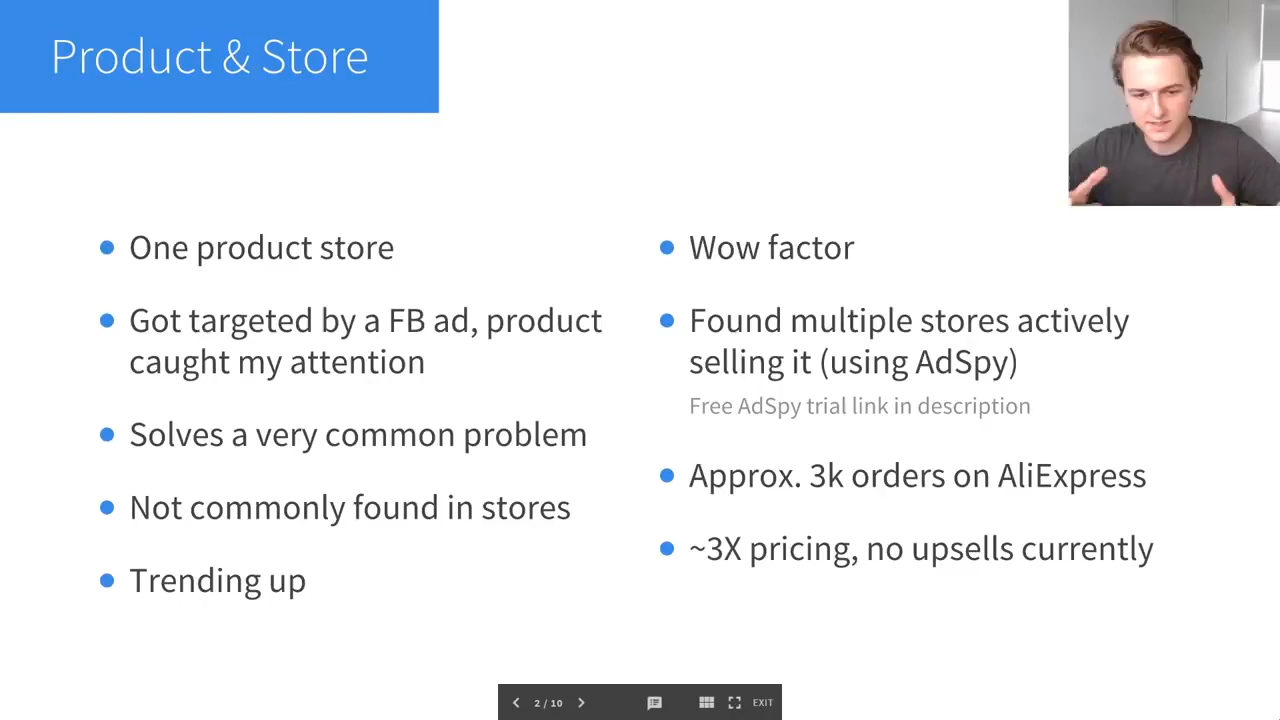 Product & Store
One product store
Got targeted by a FB ad, product
caught my attention
Solves a very common problem
Not commonly found in stores
Trending up
Wow factor
Found multiple stores actively
selling it (using AdSpy)
Free AdSpy trial link in description
Approx. 3k orders on AliExpress
~3X pricing, no upsells currently
2 / 10
EXIT